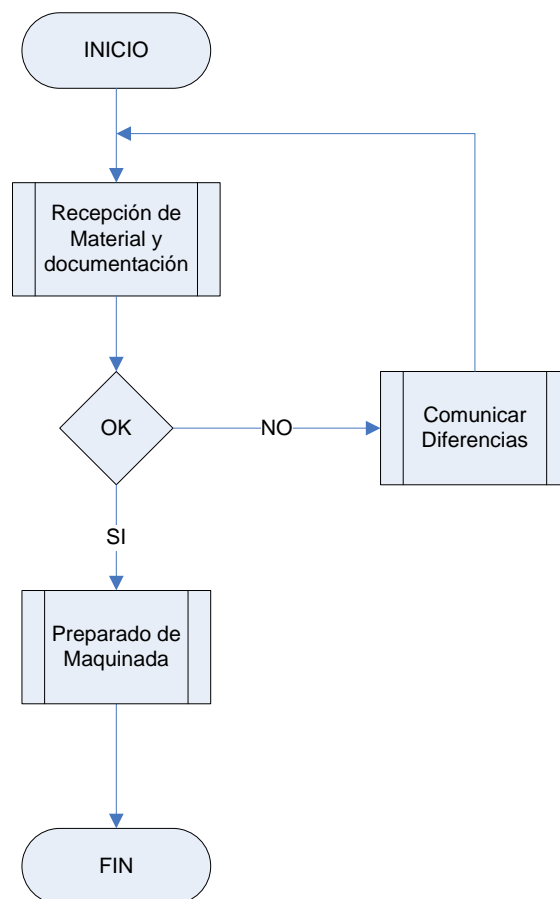 INICIO
Recepción de
Material y
documentación
OK
NO
Comunicar
Diferencias
SI
Preparado de
Maquinada
FIN